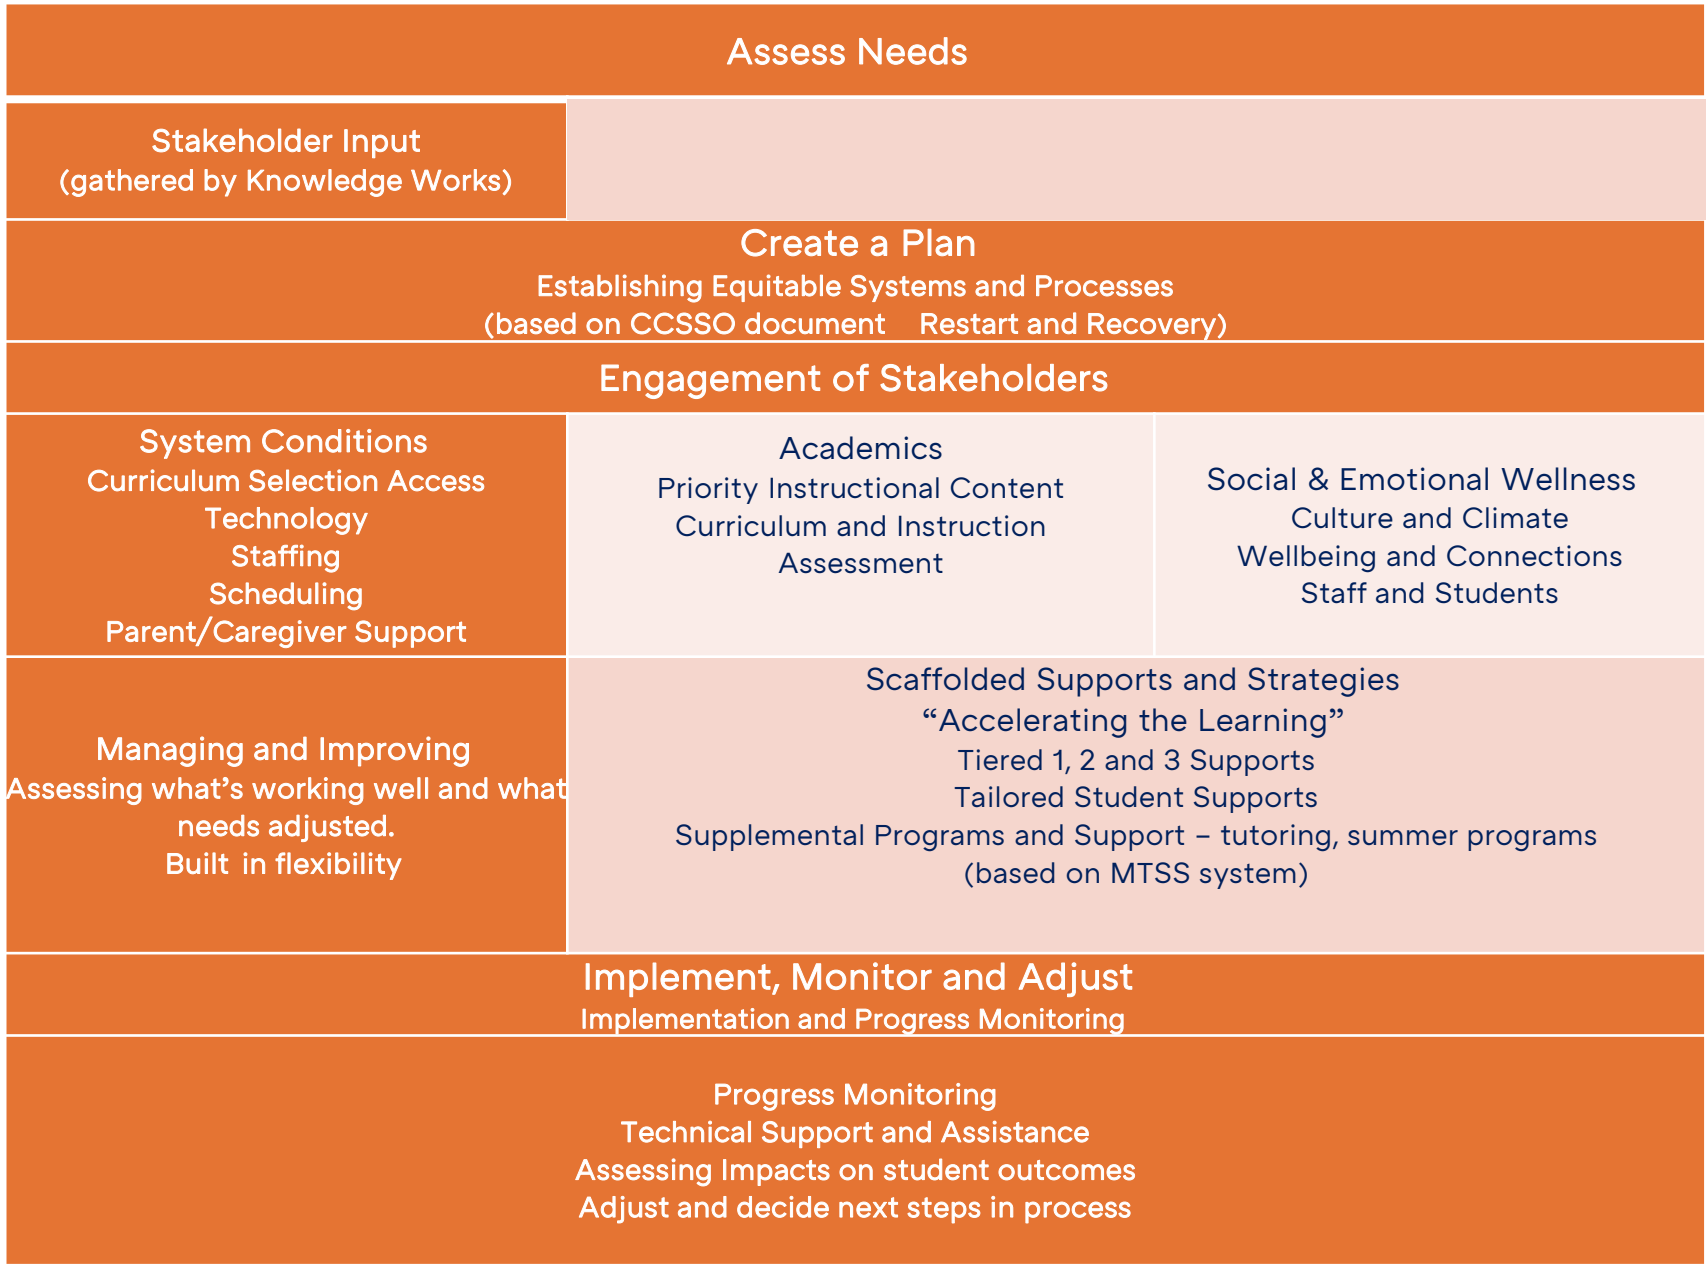 Assess Needs
Stakeholder Input
(gathered by Knowledge Works)
Create a Plan
Establishing Equitable Systems and Processes
(based on CCSSO document Restart and Recovery)
Engagement of Stakeholders
System Conditions
Curriculum Selection Access
Technology
Staffing
Scheduling
Parent/Caregiver Support
Academics
Priority Instructional Content
Curriculum and Instruction
Assessment
Social & Emotional Wellness
Culture and Climate
Wellbeing and Connections
Staff and Students
Managing and Improving
Assessing what’s working well and what
needs adjusted.
Built in flexibility
Scaffolded Supports and Strategies
“Accelerating the Learning”
Tiered 1, 2 and 3 Supports
Tailored Student Supports
Supplemental Programs and Support – tutoring, summer programs
(based on MTSS system)
Implement, Monitor and Adjust
Implementation and Progress Monitoring
Progress Monitoring
Technical Support and Assistance
Assessing Impacts on student outcomes
Adjust and decide next steps in process